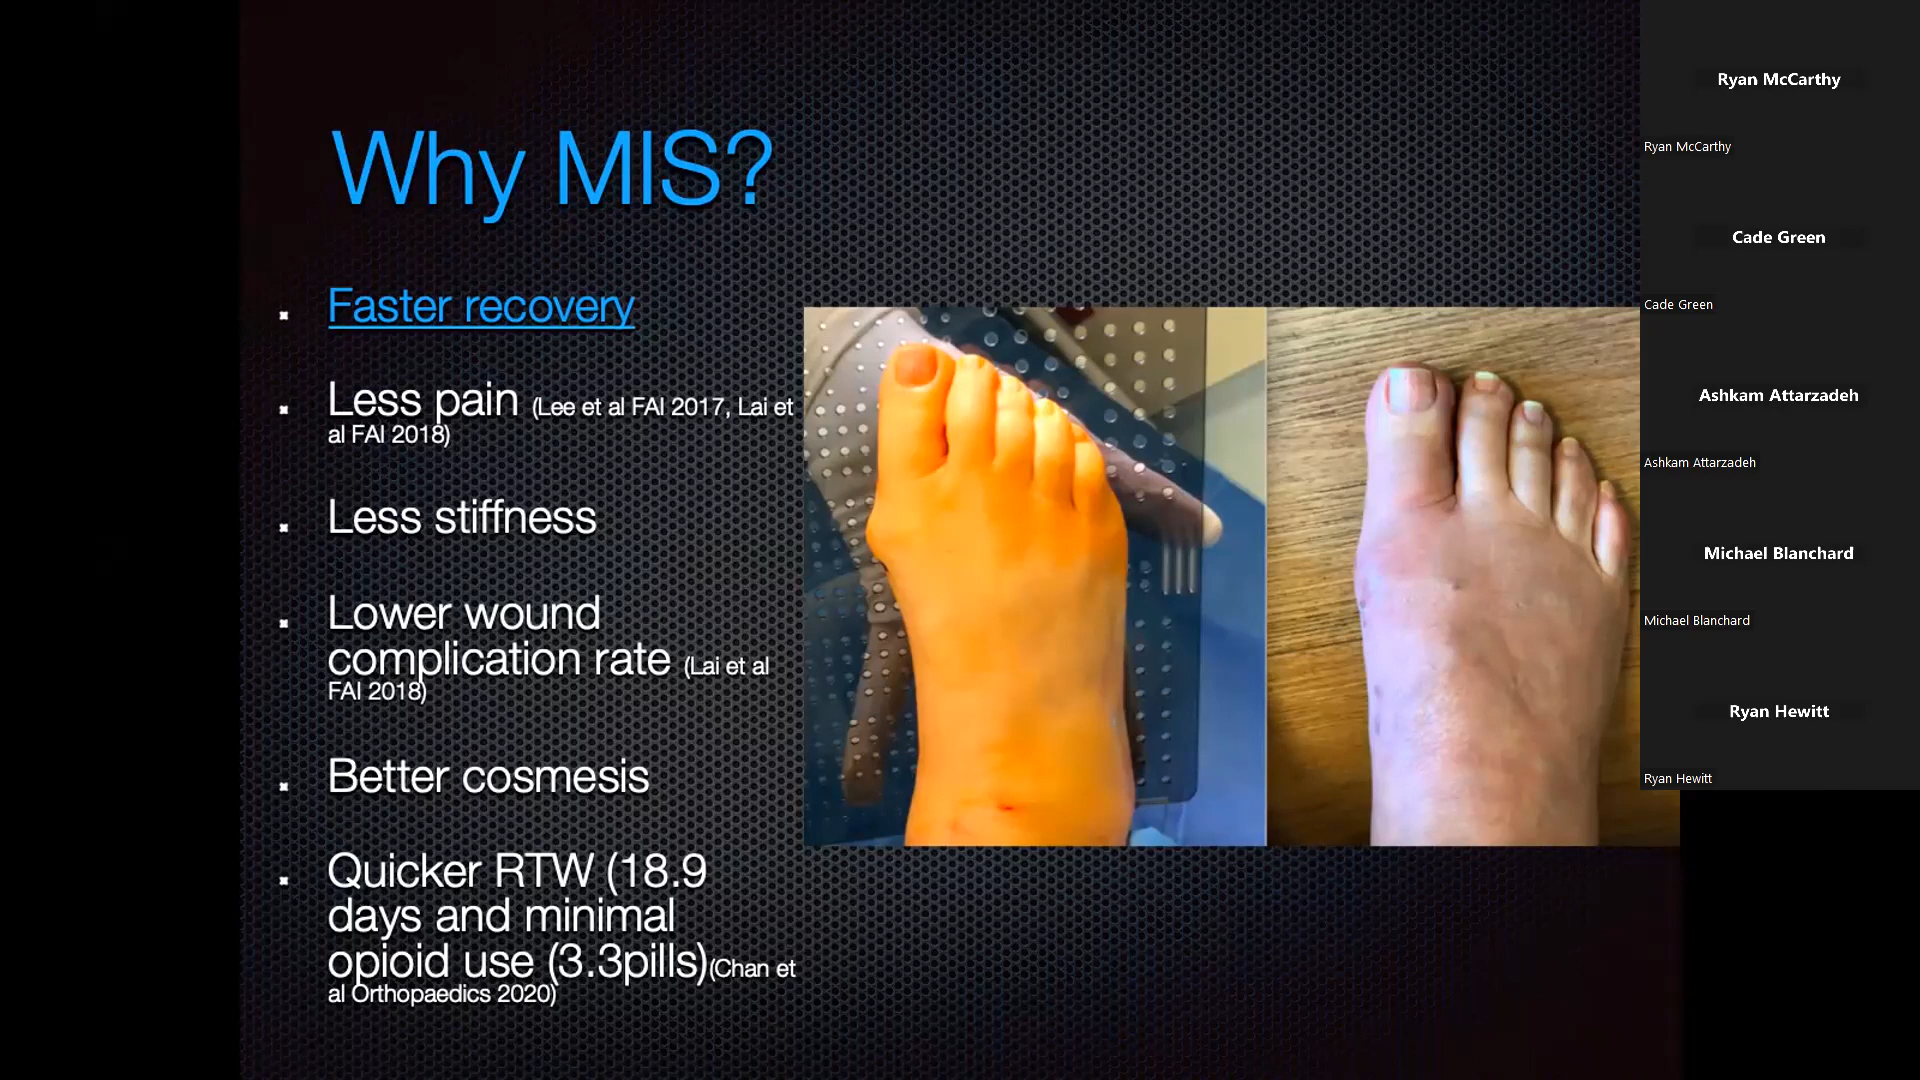 Why MIS?
Faster recovery
Less pain (Lee et al FAI 2017, Lai et
al FAI 2018)
Less stiffness
Lower wound
complication rate (Lai et al
FAI 2018)
Better cosmesis
Quicker RTW (18.9
days and minimal
opioid use (3.3pills)(Chan et
al Orthopaedics 2020)
Ryan McCarthy
Ryan McCarthy
Cade Green
Cade Green
Ashkam Attarzadeh
Ashkam Attarzadeh
Michael Blanchard
Michael Blanchard
Ryan Hewitt
Ryan Hewitt